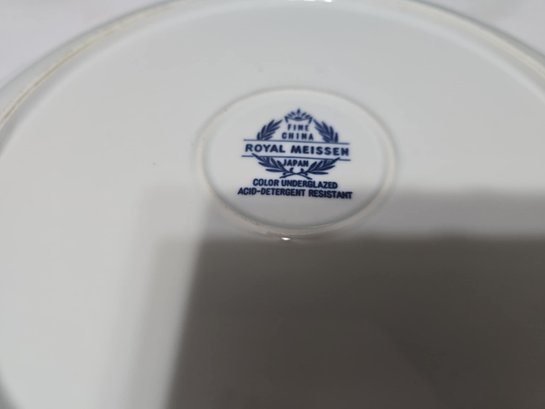 FINE
CHINA
ROYAL MEISSEN
JAPAN
COLOR UNDERGLAZED
ACID-DETERGENT RESISTANT